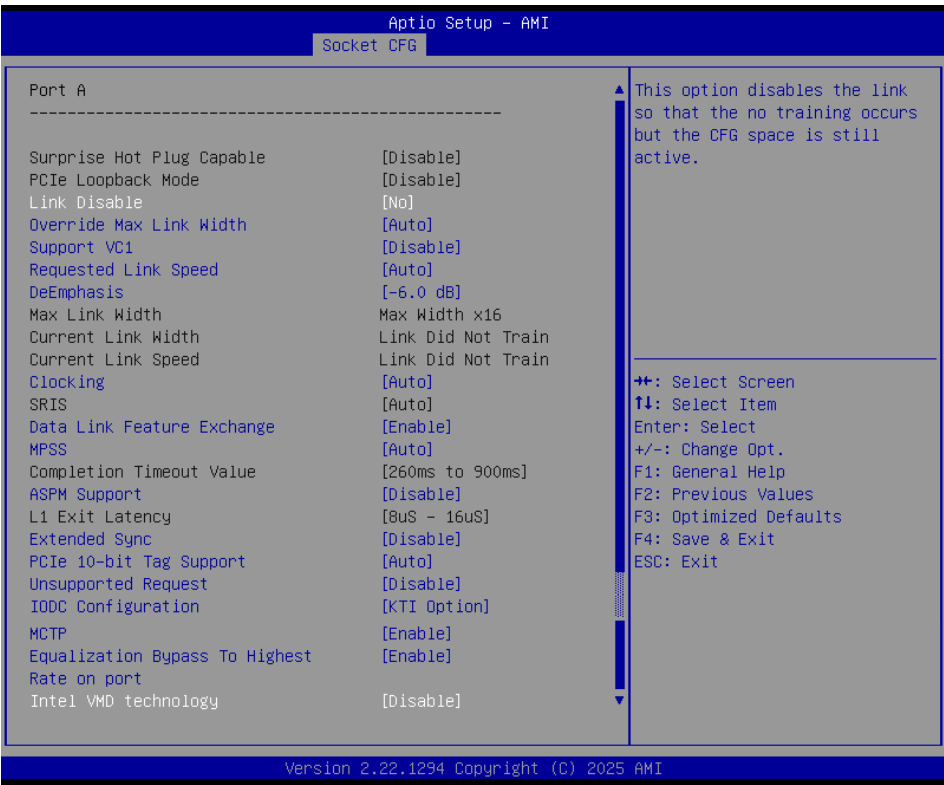 Aptio Setup – AMI
Socket CFG
Port A
--------------------------------------------------
Surprise Hot Plug Capable [Disable]
PCIe Loopback Mode [Disable]
Link Disable [No]
Override Max Link Width [Auto]
Support VC1 [Disable]
Requested Link Speed [Auto]
DeEmphasis [-6.0 dB]
Max Link Width Max Width x16
Current Link Width Link Did Not Train
Current Link Speed Link Did Not Train
Clocking [Auto]
SRIS [Auto]
Data Link Feature Exchange [Enable]
MPSS [Auto]
Completion Timeout Value [260ms to 900ms]
ASPM Support [Disable]
L1 Exit Latency [8uS - 16uS]
Extended Sync [Disable]
PCIe 10-bit Tag Support [Auto]
Unsupported Request [Disable]
IODC Configuration [KTI Option]
MCTP [Enable]
Equalization Bypass To Highest [Enable]
Rate on port
Intel VMD technology [Disable]
This option disables the link
so that the no training occurs
but the CFG space is still
active.
→←: Select Screen
↑↓: Select Item
Enter: Select
+/-: Change Opt.
F1: General Help
F2: Previous Values
F3: Optimized Defaults
F4: Save & Exit
ESC: Exit
Version 2.22.1294 Copyright (C) 2025 AMI